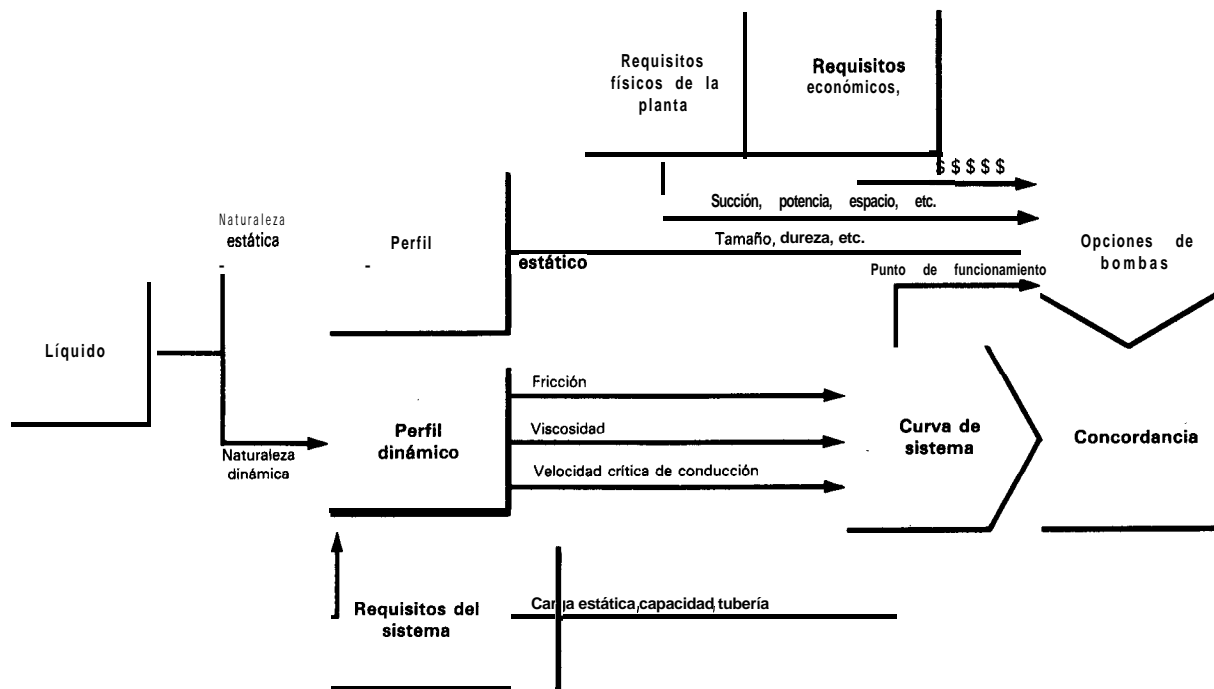 Requisitos
físicos de la
planta
Requisitos
económicos,
$ $ $ $ $
Succión, potencia, espacio, etc.
Tamaño, dureza, etc.
Naturaleza
estática
Perfil
estático
Opciones de
bombas
Punto de funcionamiento
Líquido
Fricción
Perfil
dinámico
Viscosidad
Curva de
sistema
Concordancia
Naturaleza
dinámica
Velocidad crítica de conducción
Requisitos del
sistema
Carga estática, capacidad, tubería